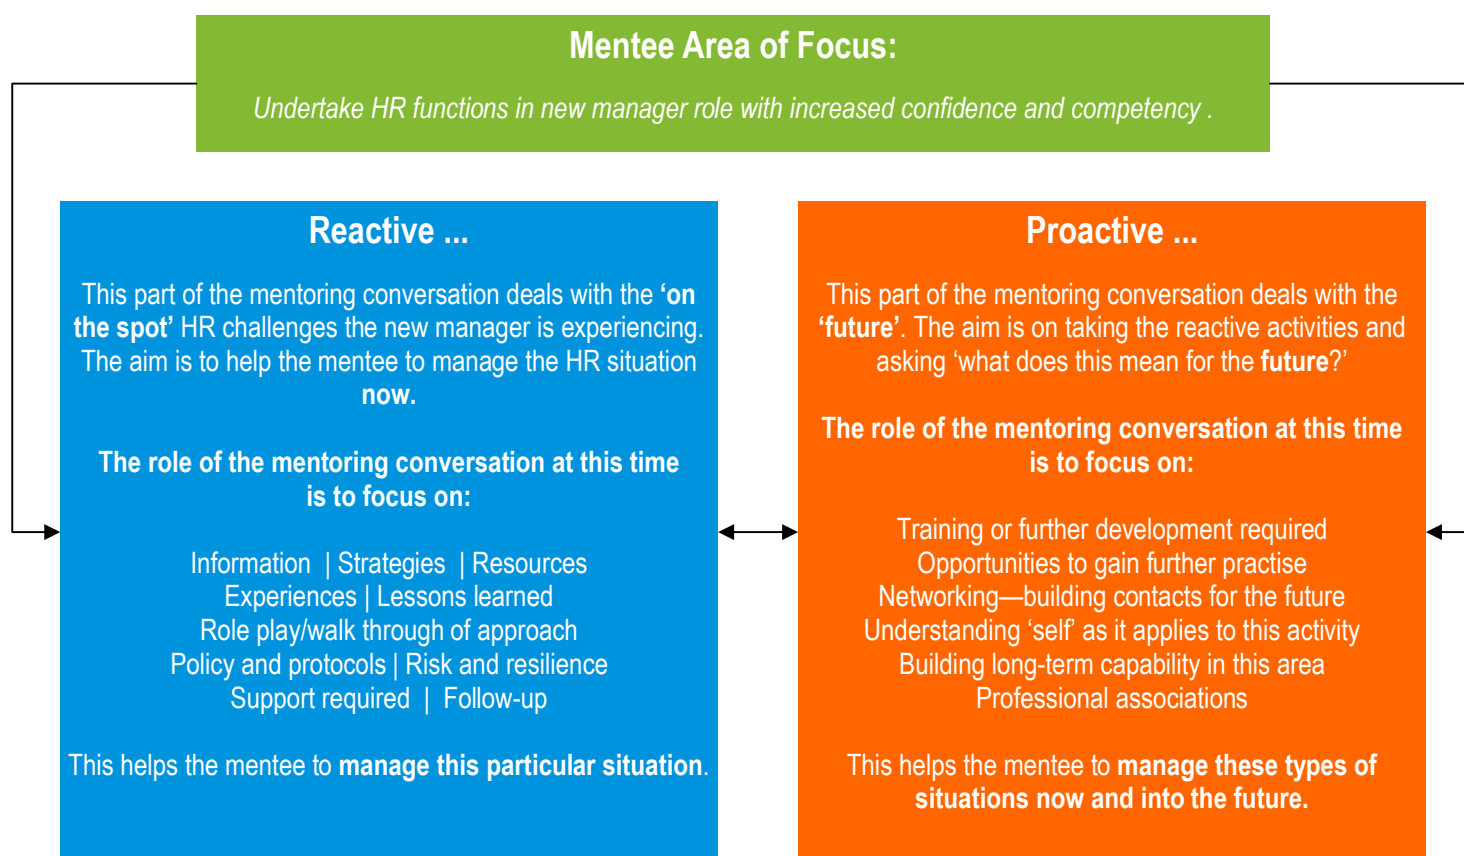 Mentee Area of Focus:
Undertake HR functions in new manager role with increased confidence and competency .
Reactive ...
This part of the mentoring conversation deals with the ‘on
the spot’ HR challenges the new manager is experiencing.
The aim is to help the mentee to manage the HR situation
now.
The role of the mentoring conversation at this time
is to focus on:
Information | Strategies | Resources
Experiences | Lessons learned
Role play/walk through of approach
Policy and protocols | Risk and resilience
Support required | Follow-up
This helps the mentee to manage this particular situation.
Proactive ...
This part of the mentoring conversation deals with the
‘future’. The aim is on taking the reactive activities and
asking ‘what does this mean for the future?’
The role of the mentoring conversation at this time
is to focus on:
Training or further development required
Opportunities to gain further practise
Networking—building contacts for the future
Understanding ‘self’ as it applies to this activity
Building long-term capability in this area
Professional associations
This helps the mentee to manage these types of
situations now and into the future.